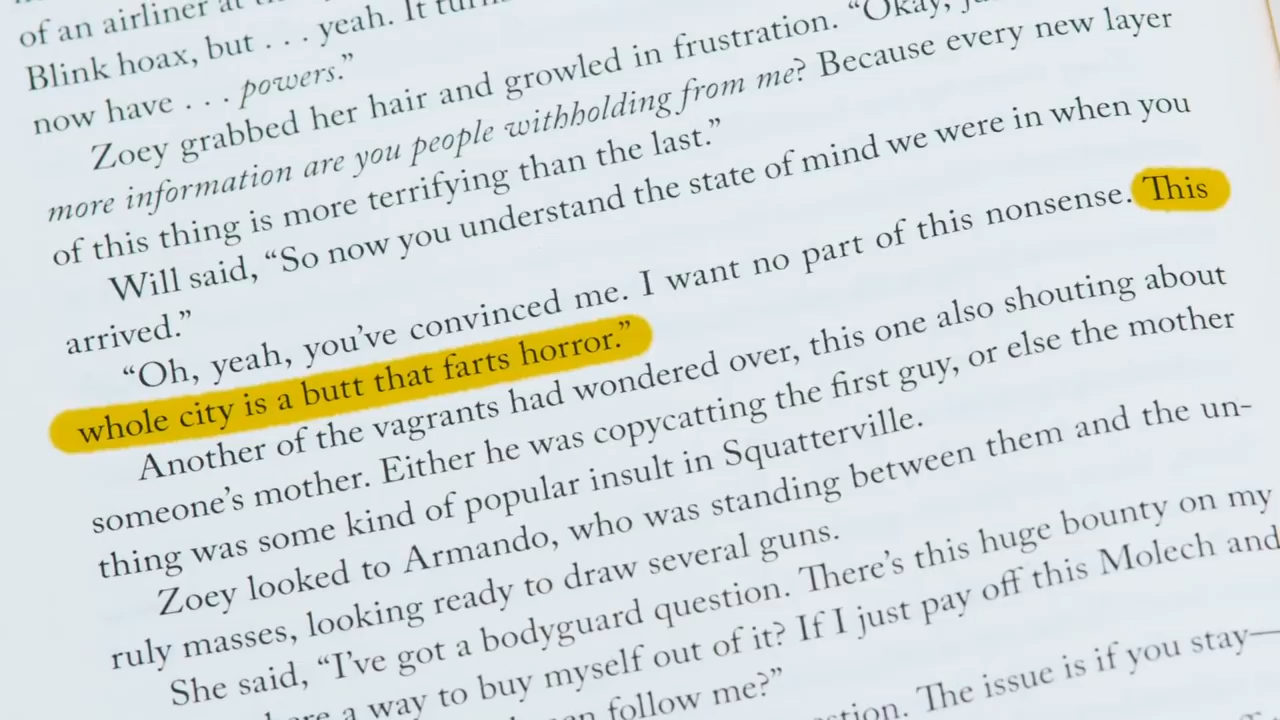 of an airliner at
Blink hoax, but . . . yeah. It
now have . . . powers.”
Zoey grabbed her hair and growled in frustration. “Okay,
more information are you people withholding from me? Because every new layer
of this thing is more terrifying than the last.”
Will said, “So now you understand the state of mind we were in when you
arrived.”
“Oh, yeah, you’ve convinced me. I want no part of this nonsense. This
whole city is a butt that farts horror.”
Another of the vagrants had wondered over, this one also shouting about
someone’s mother. Either he was copycatting the first guy, or else the mother
thing was some kind of popular insult in Squatterville.
Zoey looked to Armando, who was standing between them and the un-
ruly masses, looking ready to draw several guns.
She said, “I’ve got a bodyguard question. There’s this huge bounty on my
a way to buy myself out of it? If I just pay off this Molech and
follow me?”
The issue is if you stay—